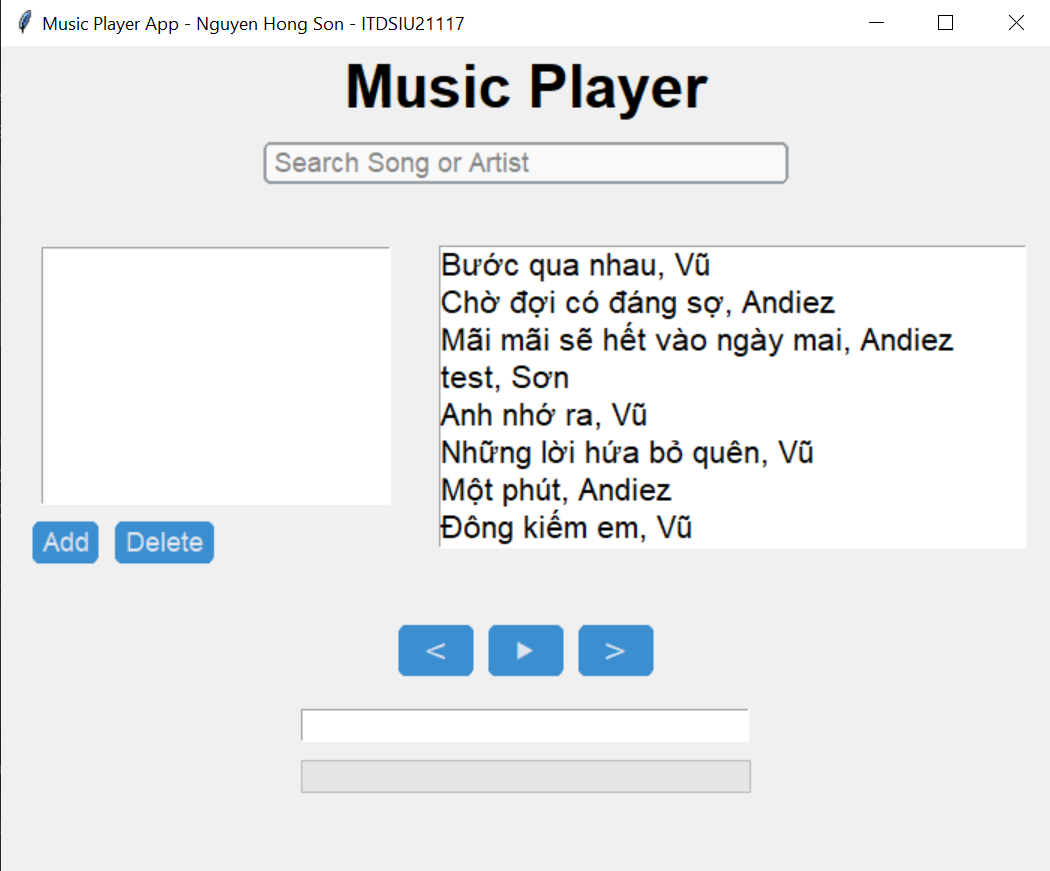 Music Player App - Nguyen Hong Son - ITDSIU21117
Music Player
Search Song or Artist
Bước qua nhau, Vũ
Chờ đợi có đáng sợ, Andiez
Mãi mãi sẽ hết vào ngày mai, Andiez
test, Sơn
Anh nhớ ra, Vũ
Những lời hứa bỏ quên, Vũ
Một phút, Andiez
Đông kiếm em, Vũ
Add Delete
< ▶ >